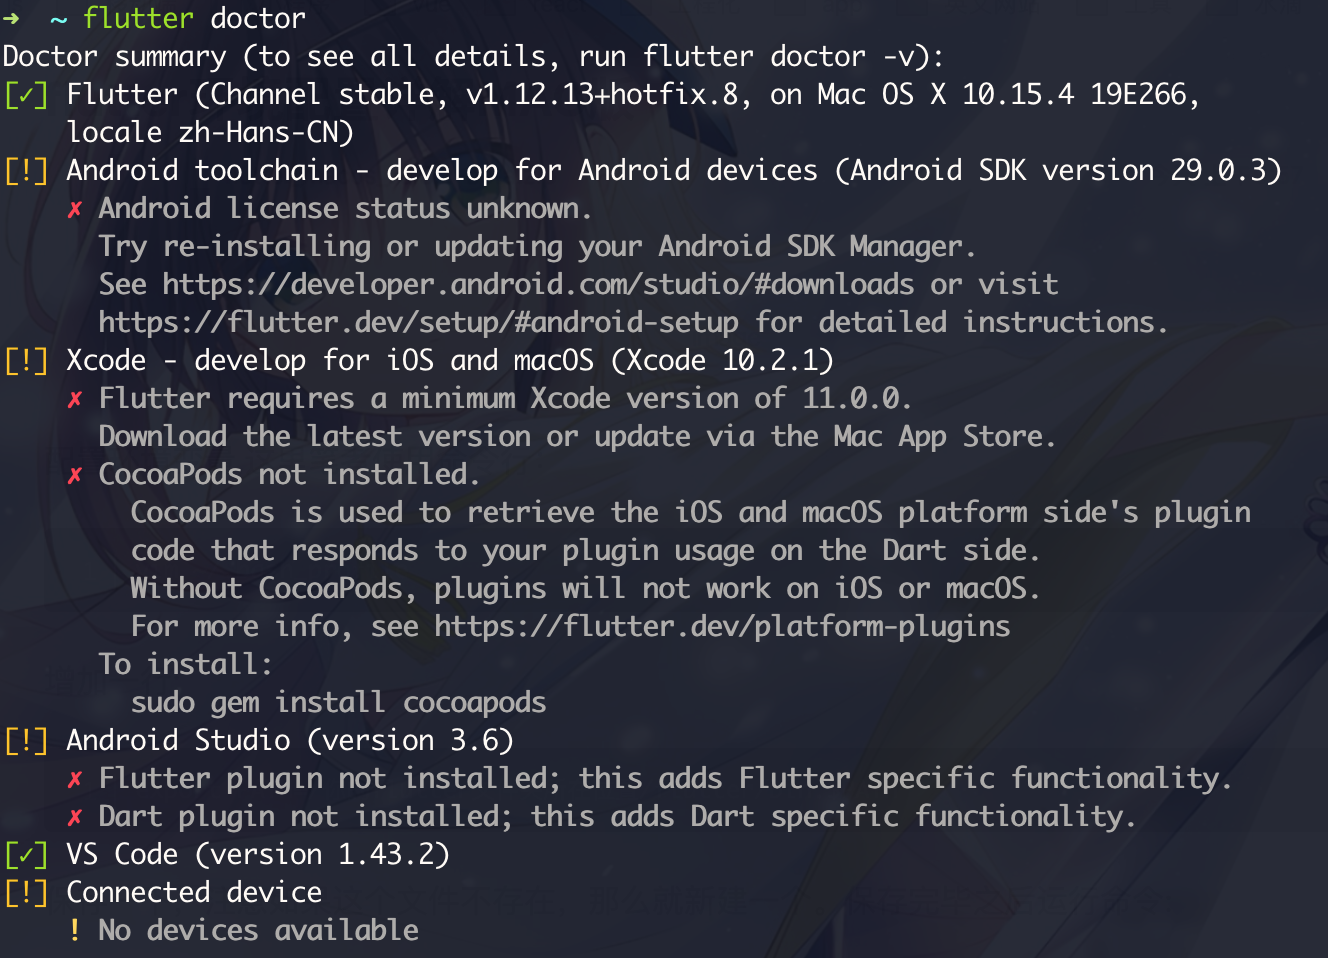 ➜  ~ flutter doctor
Doctor summary (to see all details, run flutter doctor -v):
[✓] Flutter (Channel stable, v1.12.13+hotfix.8, on Mac OS X 10.15.4 19E266,
    locale zh-Hans-CN)
[!] Android toolchain - develop for Android devices (Android SDK version 29.0.3)
    ✗ Android license status unknown.
      Try re-installing or updating your Android SDK Manager.
      See https://developer.android.com/studio/#downloads or visit
      https://flutter.dev/setup/#android-setup for detailed instructions.
[!] Xcode - develop for iOS and macOS (Xcode 10.2.1)
    ✗ Flutter requires a minimum Xcode version of 11.0.0.
      Download the latest version or update via the Mac App Store.
    ✗ CocoaPods not installed.
        CocoaPods is used to retrieve the iOS and macOS platform side's plugin
        code that responds to your plugin usage on the Dart side.
        Without CocoaPods, plugins will not work on iOS or macOS.
        For more info, see https://flutter.dev/platform-plugins
      To install:
        sudo gem install cocoapods
[!] Android Studio (version 3.6)
    ✗ Flutter plugin not installed; this adds Flutter specific functionality.
    ✗ Dart plugin not installed; this adds Dart specific functionality.
[✓] VS Code (version 1.43.2)
[!] Connected device
    ! No devices available